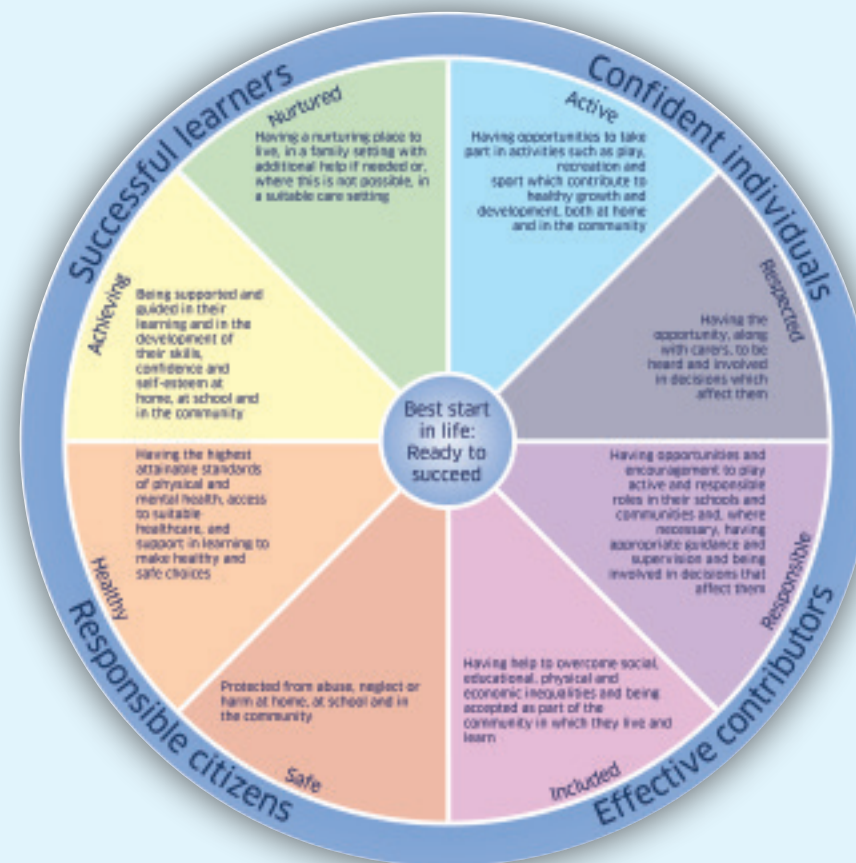 Successful learners
Confident individuals
Nurtured
Having a nurturing place to
live, in a family setting with
additional help if needed or,
where this is not possible, in
a suitable care setting
Active
Having opportunities to take
part in activities such as play,
recreation and
sport which contribute to
healthy growth and
development, both at home
and in the community
Achieving
Being supported and
guided in their
learning and in the
development of
their skills,
confidence and
self-esteem at
home, at school and
in the community
Respected
Having the
opportunity, along
with carers, to be
heard and involved
in decisions which
affect them
Best start
in life:
Ready to
succeed
Healthy
Having the highest
attainable standards
of physical and
mental health, access
to suitable
healthcare, and
support in learning to
make healthy and
safe choices
Responsible
Having opportunities and
encouragement to play
active and responsible
roles in their schools and
communities and, where
necessary, having
appropriate guidance and
supervision and being
involved in decisions that
affect them
Protected from abuse, neglect or
harm at home, at school and in
the community
Safe
Having help to overcome social,
educational, physical and
economic inequalities and being
accepted as part of the
community in which they live and
learn
Included
Responsible citizens
Effective contributors